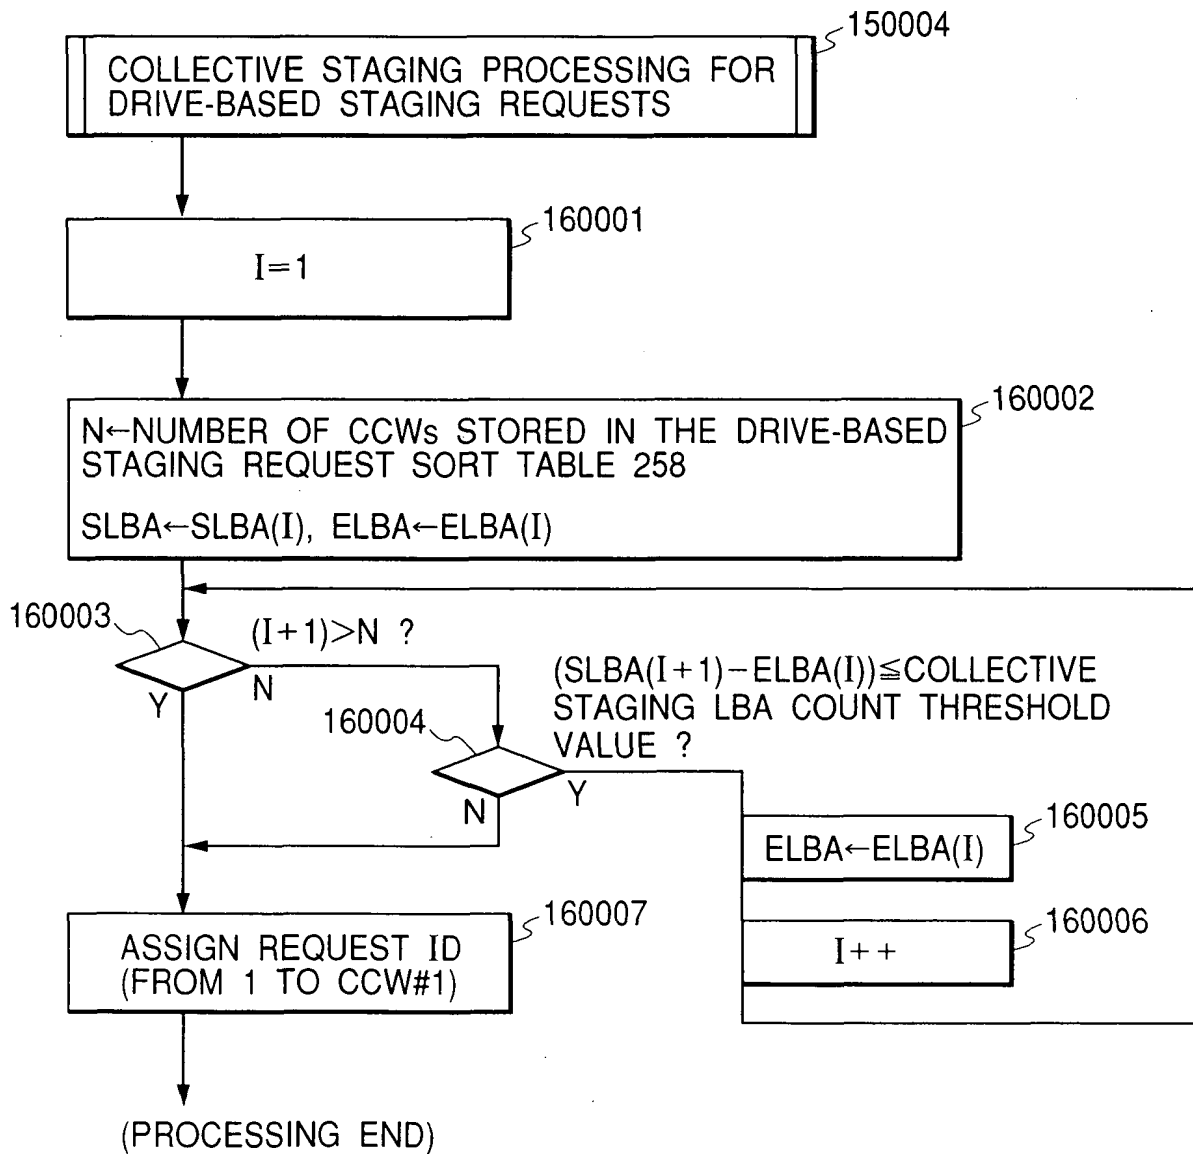 150004
COLLECTIVE STAGING PROCESSING FOR
DRIVE-BASED STAGING REQUESTS
160001
I=1
160002
N←NUMBER OF CCWs STORED IN THE DRIVE-BASED
STAGING REQUEST SORT TABLE 258
SLBA←SLBA(I), ELBA←ELBA(I)
160003
(I+1)>N ?
Y
N
160004
(SLBA(I+1)-ELBA(I))≦COLLECTIVE
STAGING LBA COUNT THRESHOLD
VALUE ?
N
Y
160005
ELBA←ELBA(I)
160006
I++
160007
ASSIGN REQUEST ID
(FROM 1 TO CCW#1)
(PROCESSING END)